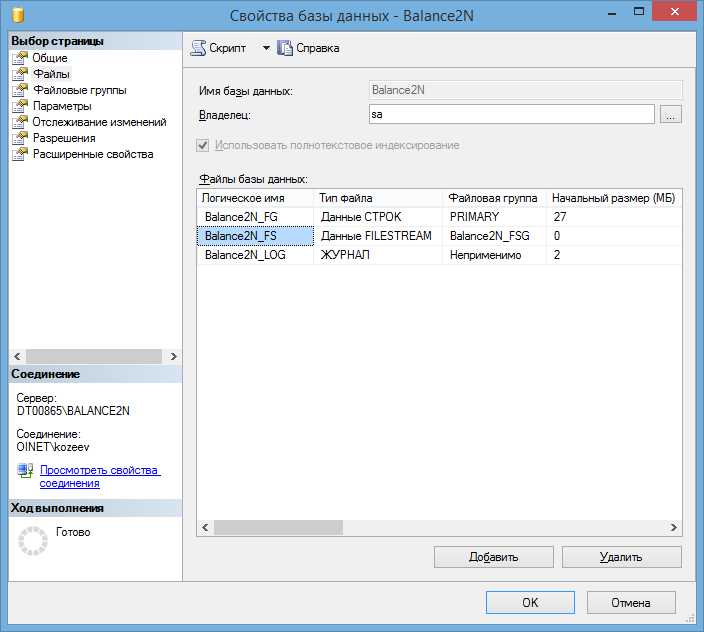 Свойства базы данных - Balance2N
Выбор страницы
Общие
Файлы
Файловые группы
Параметры
Отслеживание изменений
Разрешения
Расширенные свойства
Скрипт
Справка
Имя базы данных: Balance2N
Владелец: sa
...
Использовать полнотекстовое индексирование
Файлы базы данных:
Логическое имя Тип файла Файловая группа Начальный размер (МБ)
Balance2N_FG Данные СТРОК PRIMARY 27
Balance2N_FS Данные FILESTREAM Balance2N_FSG 0
Balance2N_LOG ЖУРНАЛ Неприменимо 2
Соединение
Сервер:
DT00865\BALANCE2N
Соединение:
OINET\kozeev
Просмотреть свойства
соединения
Ход выполнения
Готово
Добавить Удалить
OK Отмена